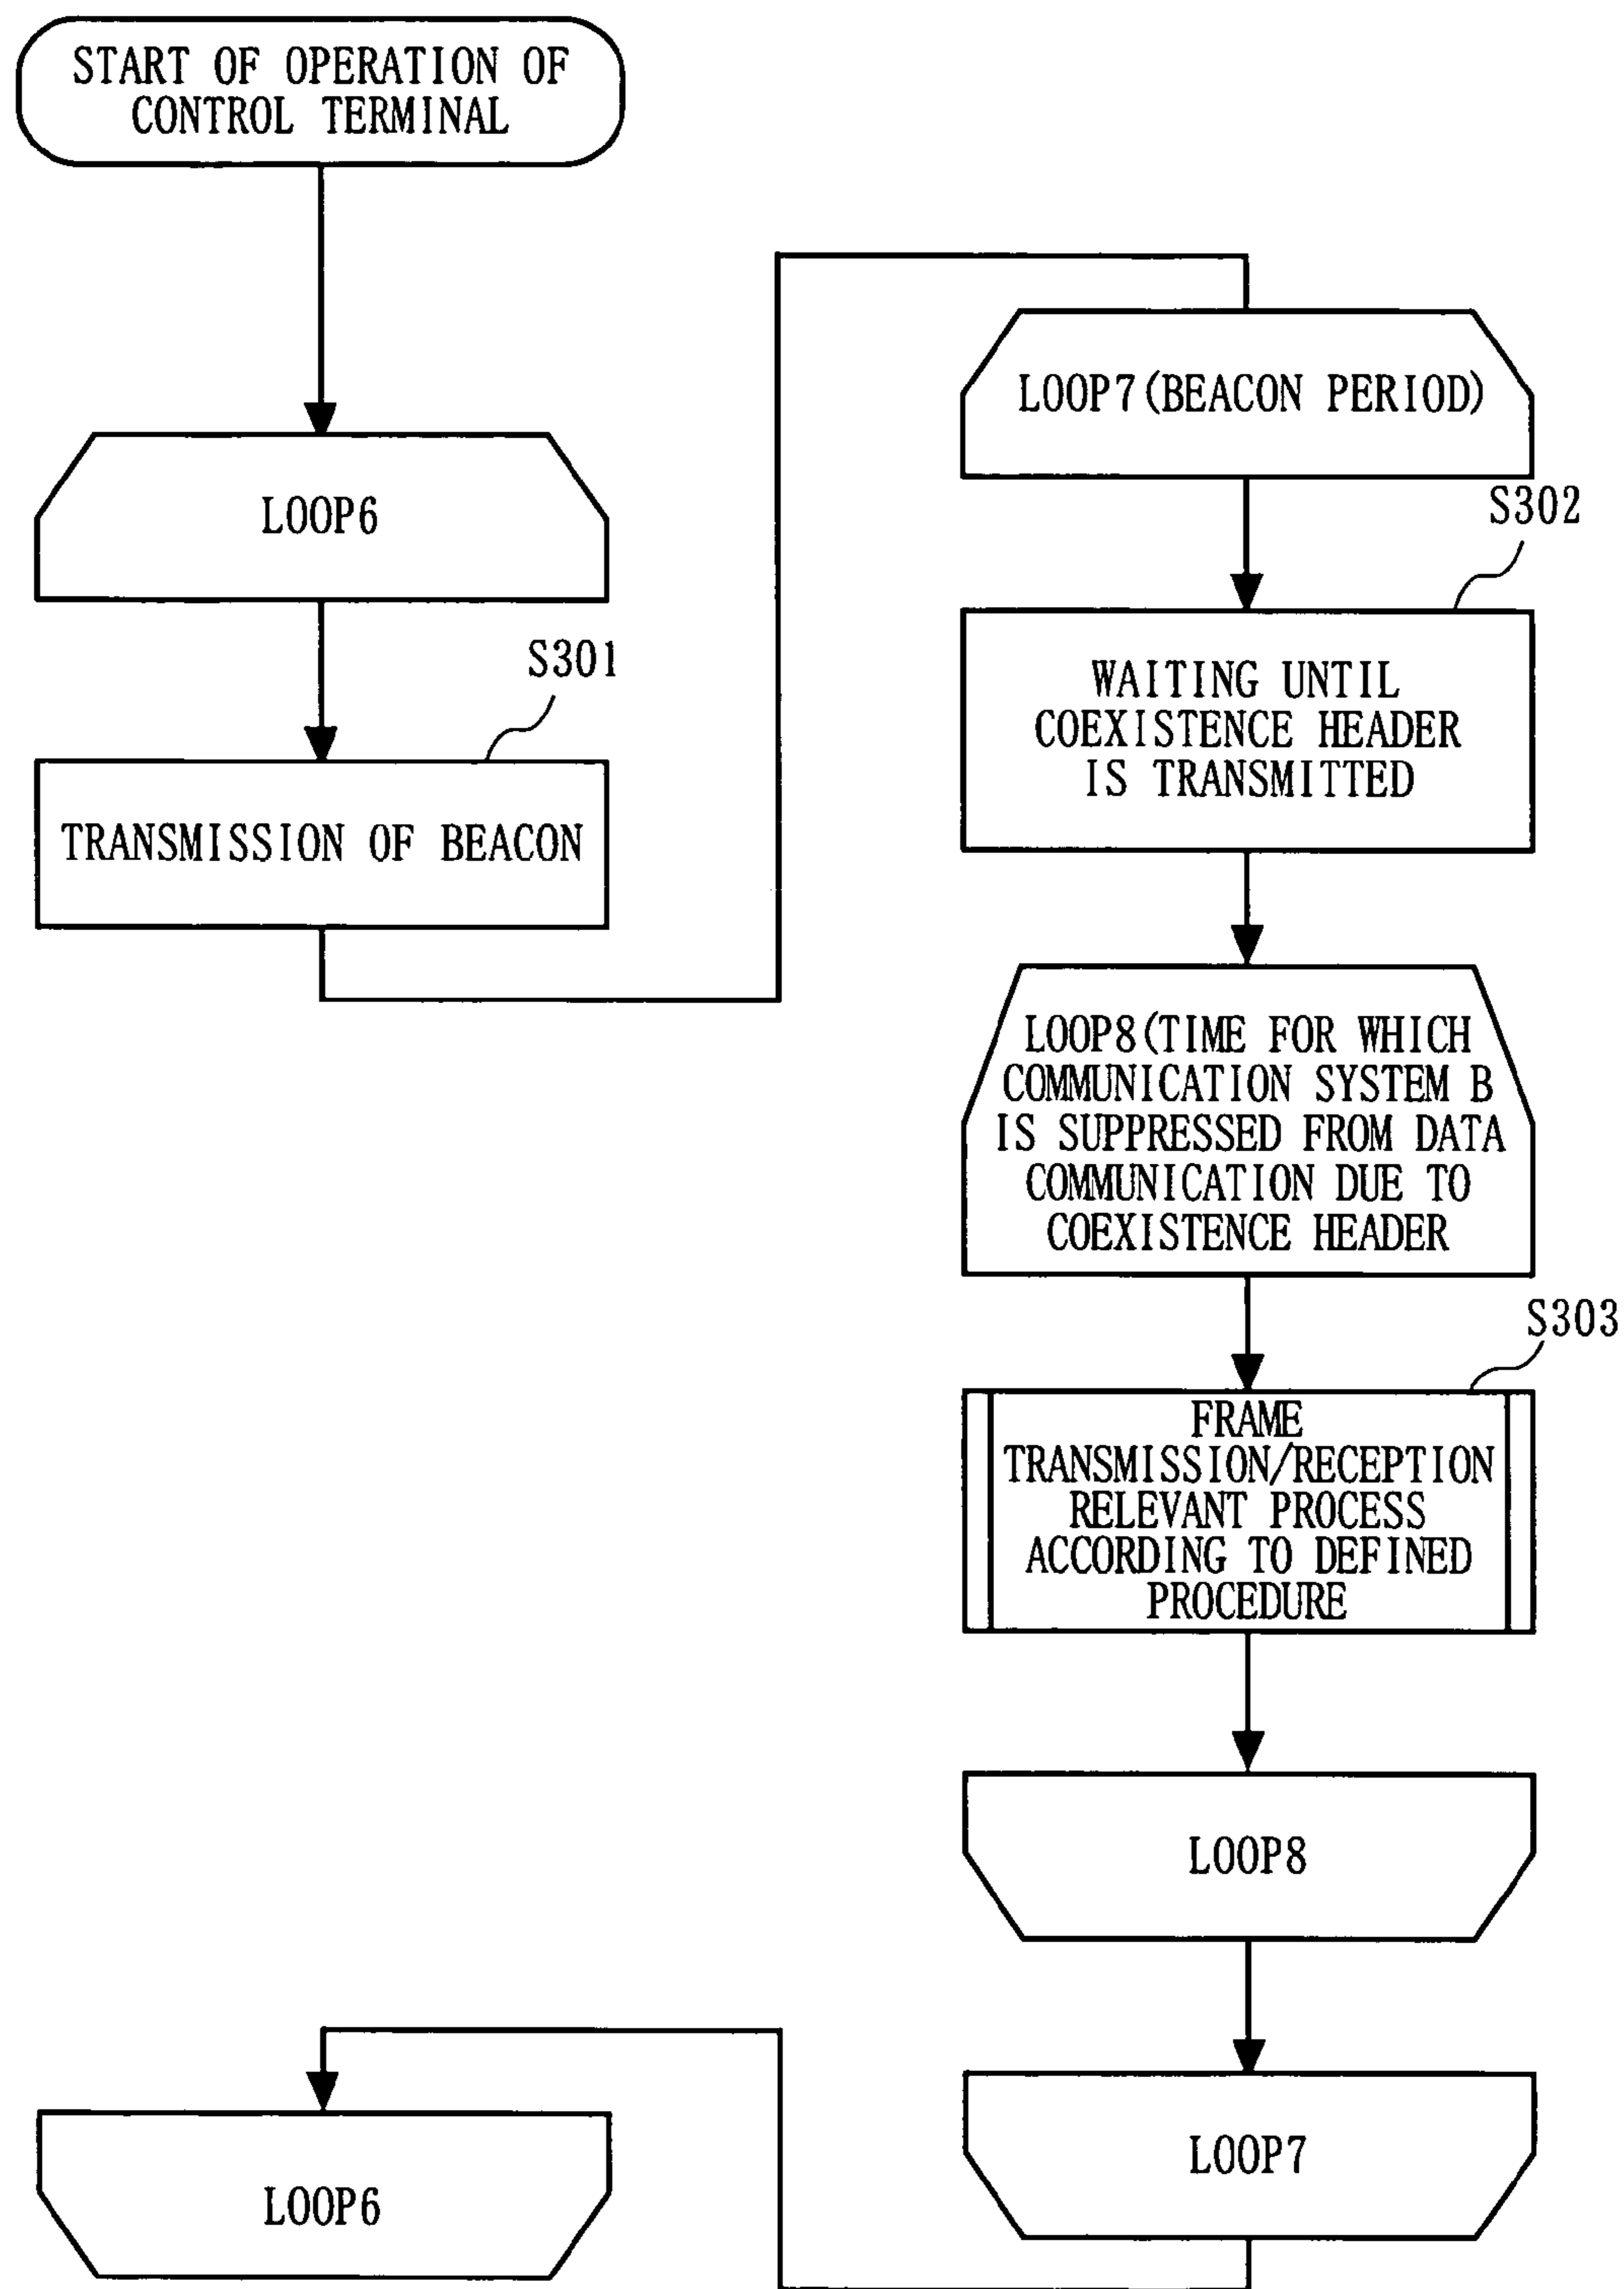 START OF OPERATION OF
CONTROL TERMINAL
LOOP6
S301
TRANSMISSION OF BEACON
LOOP7(BEACON PERIOD)
S302
WAITING UNTIL
COEXISTENCE HEADER
IS TRANSMITTED
LOOP8(TIME FOR WHICH
COMMUNICATION SYSTEM B
IS SUPPRESSED FROM DATA
COMMUNICATION DUE TO
COEXISTENCE HEADER
S303
FRAME
TRANSMISSION/RECEPTION
RELEVANT PROCESS
ACCORDING TO DEFINED
PROCEDURE
LOOP8
LOOP7
LOOP6